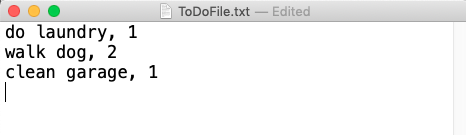 ToDoFile.txt — Edited
do laundry, 1
walk dog, 2
clean garage, 1